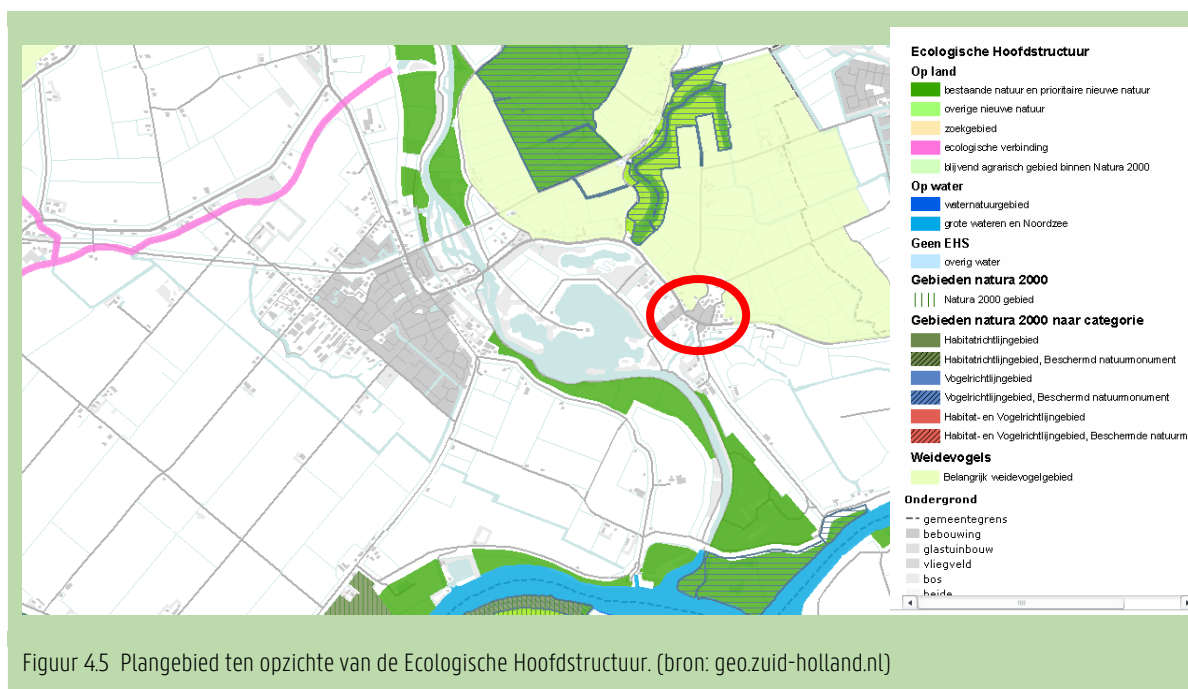 Ecologische Hoofdstructuur
Op land
bestaande natuur en prioritaire nieuwe natuur
overige nieuwe natuur
zoekgebied
ecologische verbinding
blijvend agrarisch gebied binnen Natura 2000
Op water
waternatuurgebied
grote wateren en Noordzee
Geen EHS
overig water
Gebieden natura 2000
Natura 2000 gebied
Gebieden natura 2000 naar categorie
Habitatrichtlijngebied
Habitatrichtlijngebied, Beschermd natuurmonument
Vogelrichtlijngebied
Vogelrichtlijngebied, Beschermd natuurmonument
Habitat- en Vogelrichtlijngebied
Habitat- en Vogelrichtlijngebied, Beschermde natuurm
Weidevogels
Belangrijk weidevogelgebied
Ondergrond
gemeentegrens
bebouwing
glastuinbouw
vliegveld
bos
heide
Figuur 4.5 Plangebied ten opzichte van de Ecologische Hoofdstructuur. (bron: geo.zuid-holland.nl)